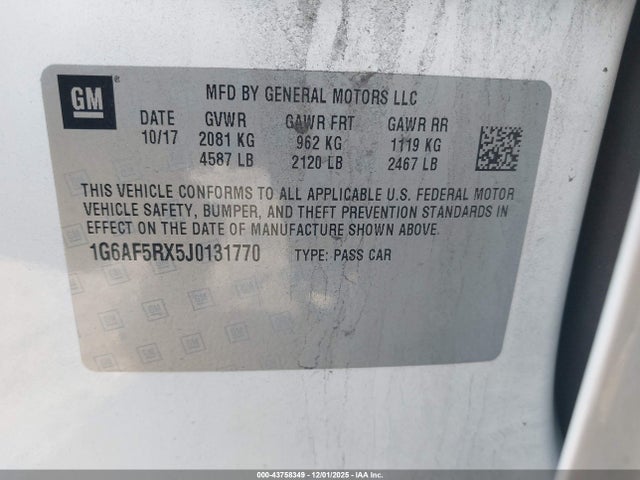 GM
MFD BY GENERAL MOTORS LLC
DATE GVWR GAWR FRT GAWR RR
10/17 2081 KG 962 KG 1119 KG
4587 LB 2120 LB 2467 LB
THIS VEHICLE CONFORMS TO ALL APPLICABLE U.S. FEDERAL MOTOR
VEHICLE SAFETY, BUMPER, AND THEFT PREVENTION STANDARDS IN
EFFECT ON THE DATE OF MANUFACTURE SHOWN ABOVE.
1G6AF5RX5J0131770 TYPE: PASS CAR
000-43758349 - 12/01/2025 - IAA Inc.